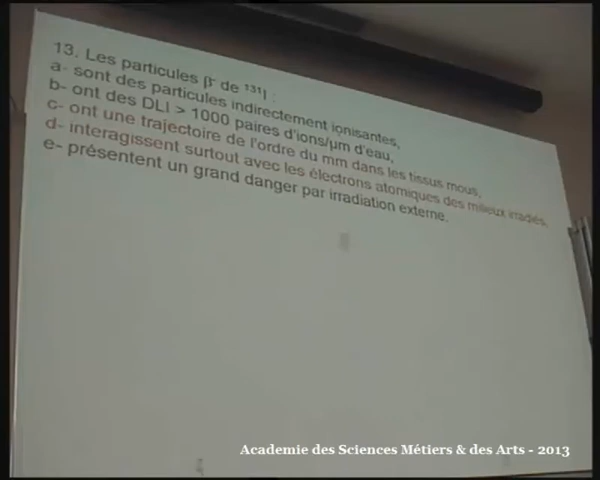 13. Les particules β⁻ de ¹³¹I :
a- sont des particules indirectement ionisantes,
b- ont des DLI > 1000 paires d'ions/µm d'eau,
c- ont une trajectoire de l'ordre du mm dans les tissus mous,
d- interagissent surtout avec les électrons atomiques des milieux irradiés,
e- présentent un grand danger par irradiation externe.
Academie des Sciences Métiers & des Arts - 2013